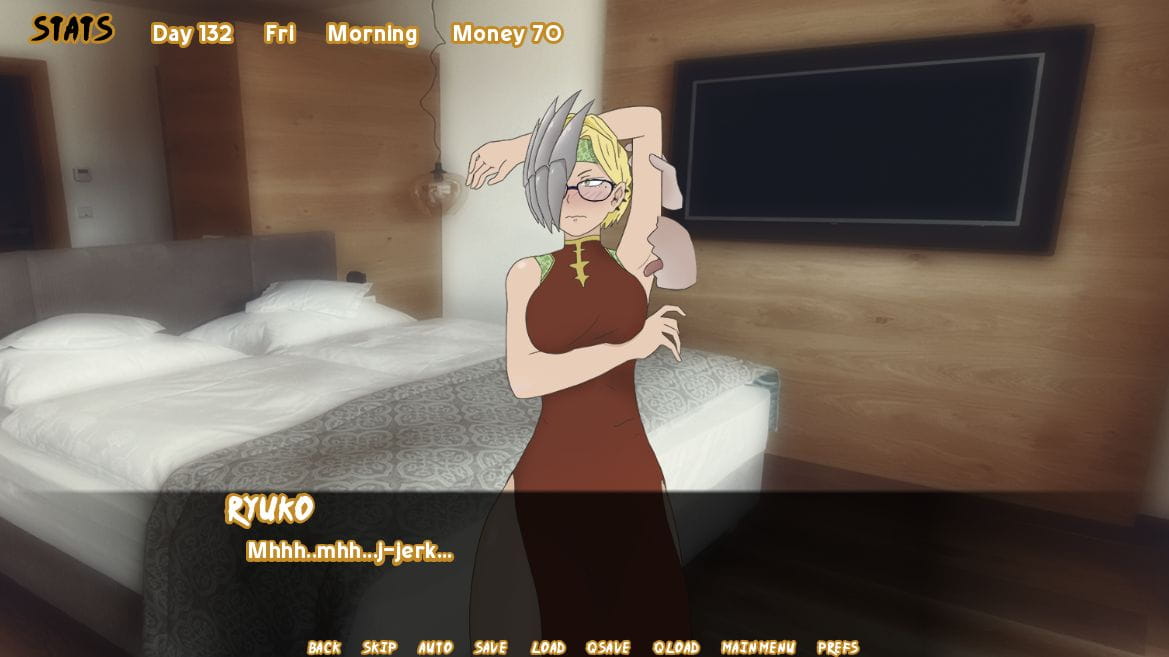 STATS Day 132 Fri Morning Money 70
RYUKO
Mhhh..mhh...J-Jerk...
BACK SKIP AUTO SAVE LOAD QSAVE QLOAD MAIN MENU PREFS